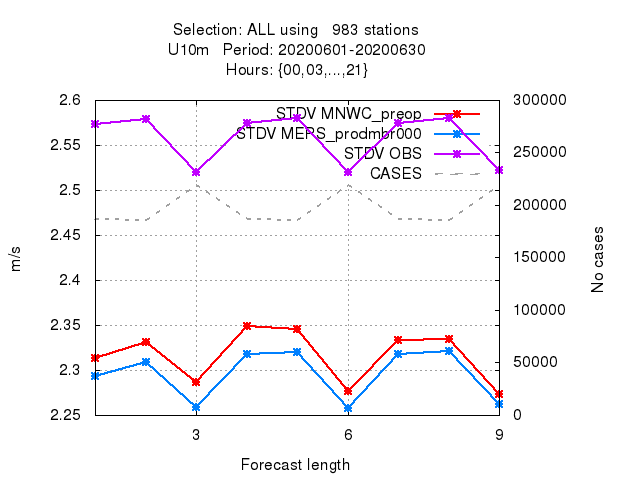 Selection: ALL using   983 stations
U10m   Period: 20200601-20200630
Hours: {00,03,...,21}
2.6
2.55
2.5
2.45
2.4
2.35
2.3
2.25
300000
250000
200000
150000
100000
50000
0
STDV MNWC_preop
STDV MEPS_prodmbr000
STDV OBS
CASES
m/s
No cases
3
6
9
Forecast length